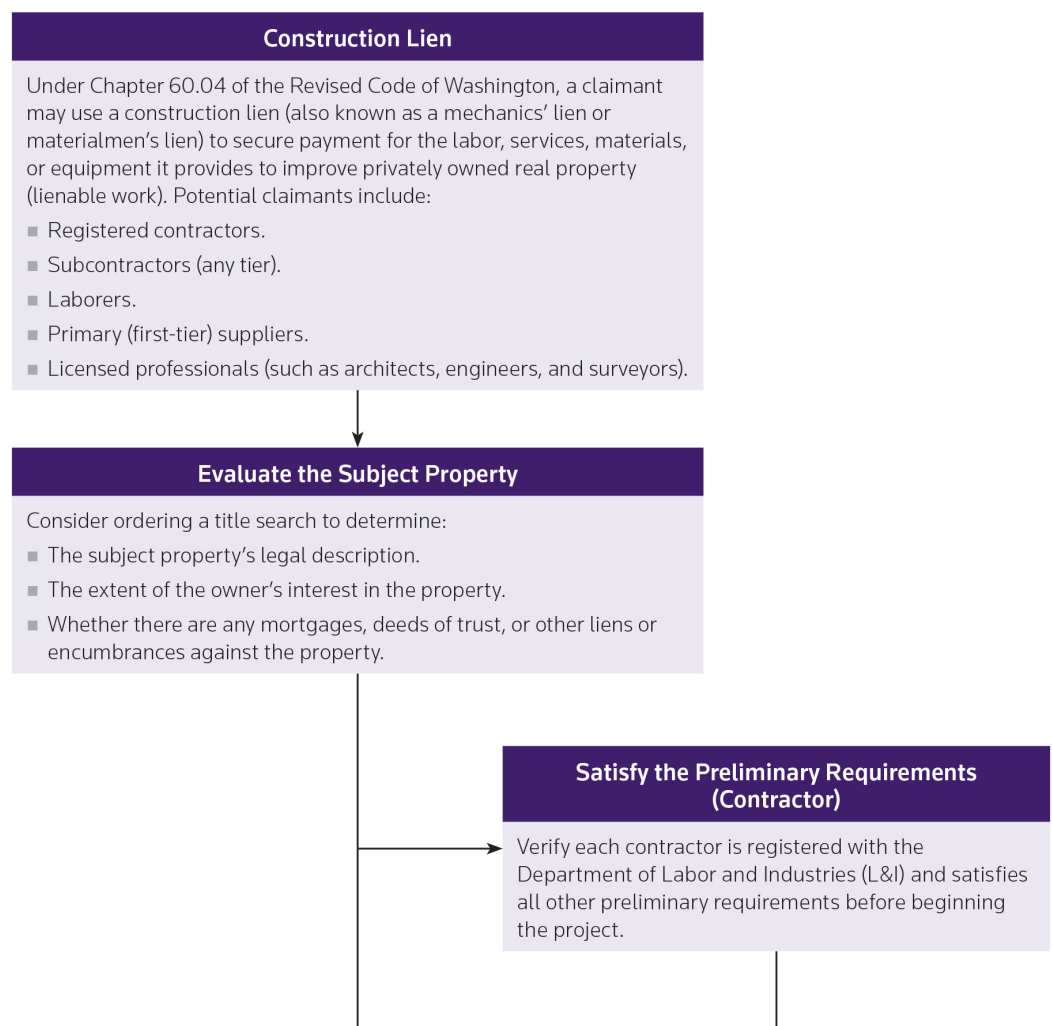 Construction Lien
Under Chapter 60.04 of the Revised Code of Washington, a claimant
may use a construction lien (also known as a mechanics’ lien or
materialmen’s lien) to secure payment for the labor, services, materials,
or equipment it provides to improve privately owned real property
(lienable work). Potential claimants include:
■ Registered contractors.
■ Subcontractors (any tier).
■ Laborers.
■ Primary (first-tier) suppliers.
■ Licensed professionals (such as architects, engineers, and surveyors).
Evaluate the Subject Property
Consider ordering a title search to determine:
■ The subject property’s legal description.
■ The extent of the owner’s interest in the property.
■ Whether there are any mortgages, deeds of trust, or other liens or
encumbrances against the property.
Satisfy the Preliminary Requirements
(Contractor)
Verify each contractor is registered with the
Department of Labor and Industries (L&I) and satisfies
all other preliminary requirements before beginning
the project.